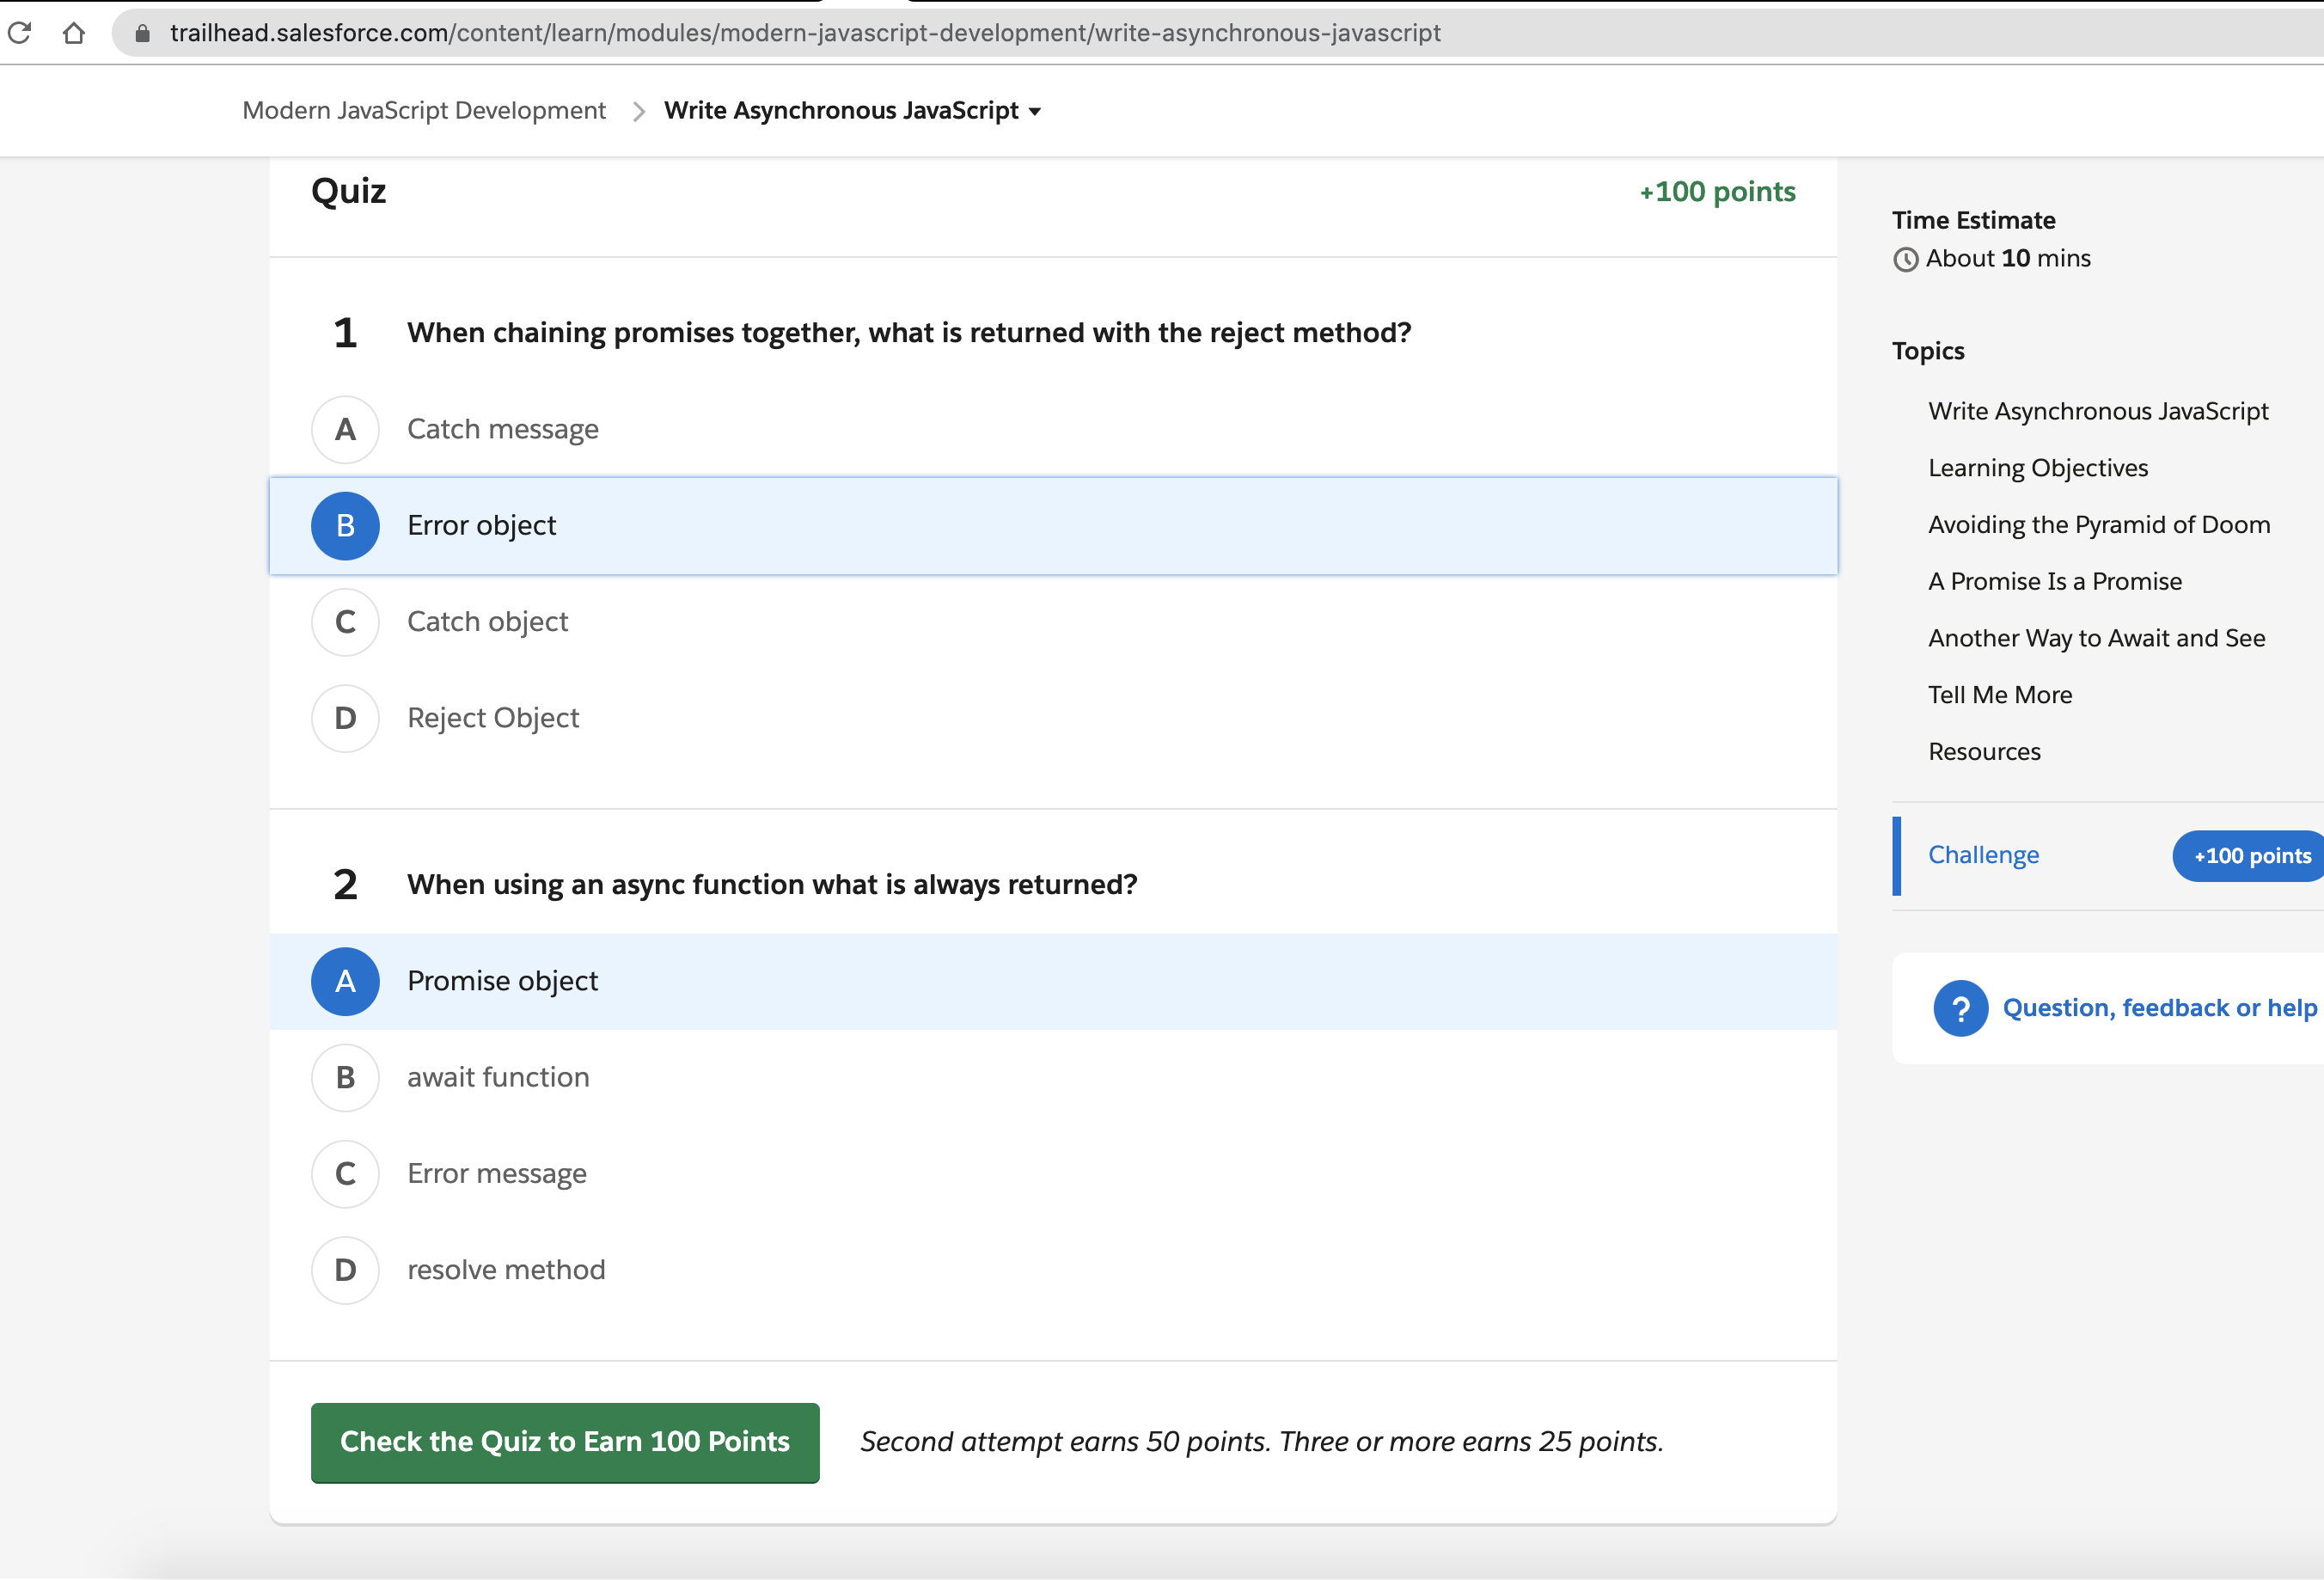 trailhead.salesforce.com/content/learn/modules/modern-javascript-development/write-asynchronous-javascript
Modern JavaScript Development
Write Asynchronous JavaScript
Quiz
+100 points
1
When chaining promises together, what is returned with the reject method?
A
Catch message
B
Error object
C
Catch object
D
Reject Object
2
When using an async function what is always returned?
A
Promise object
B
await function
C
Error message
D
resolve method
Check the Quiz to Earn 100 Points
Second attempt earns 50 points. Three or more earns 25 points.
Time Estimate
About 10 mins
Topics
Write Asynchronous JavaScript
Learning Objectives
Avoiding the Pyramid of Doom
A Promise Is a Promise
Another Way to Await and See
Tell Me More
Resources
Challenge
+100 points
?
Question, feedback or help